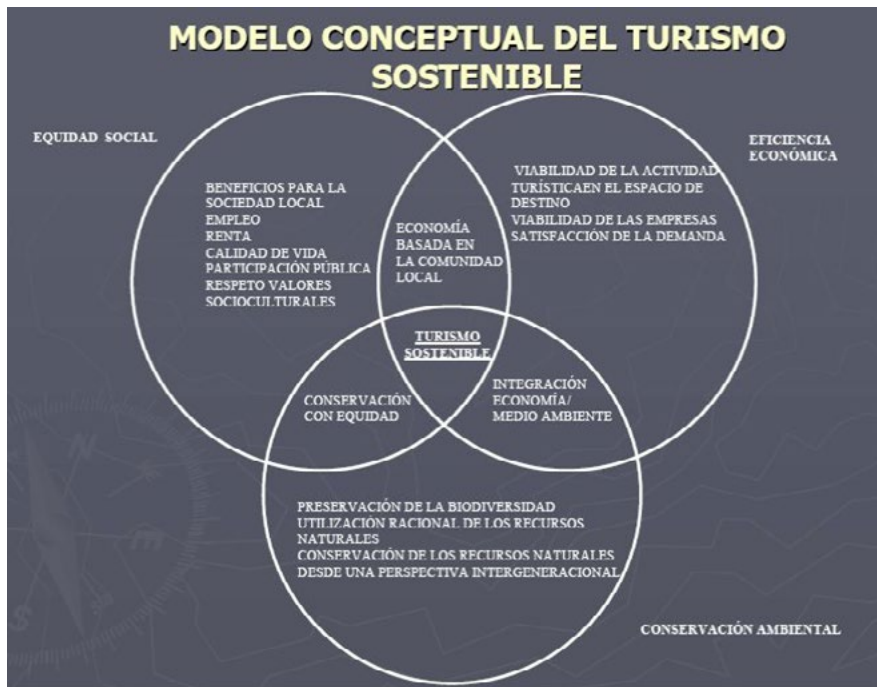 MODELO CONCEPTUAL DEL TURISMO
SOSTENIBLE
EQUIDAD SOCIAL
EFICIENCIA
ECONÓMICA
BENEFICIOS PARA LA
SOCIEDAD LOCAL
EMPLEO
RENTA
CALIDAD DE VIDA
PARTICIPACIÓN PÚBLICA
RESPETO VALORES
SOCIOCULTURALES
ECONOMÍA
BASADA EN
LA COMUNIDAD
LOCAL
VIABILIDAD DE LA ACTIVIDAD
TURÍSTICAEN EL ESPACIO DE
DESTINO
VIABILIDAD DE LAS EMPRESAS
SATISFACCIÓN DE LA DEMANDA
TURISMO
SOSTENIBLE
CONSERVACIÓN
CON EQUIDAD
INTEGRACIÓN
ECONOMÍA/
MEDIO AMBIENTE
PRESERVACIÓN DE LA BIODIVERSIDAD
UTILIZACIÓN RACIONAL DE LOS RECURSOS
NATURALES
CONSERVACIÓN DE LOS RECURSOS NATURALES
DESDE UNA PERSPECTIVA INTERGENERACIONAL
CONSERVACIÓN AMBIENTAL
N
E
S